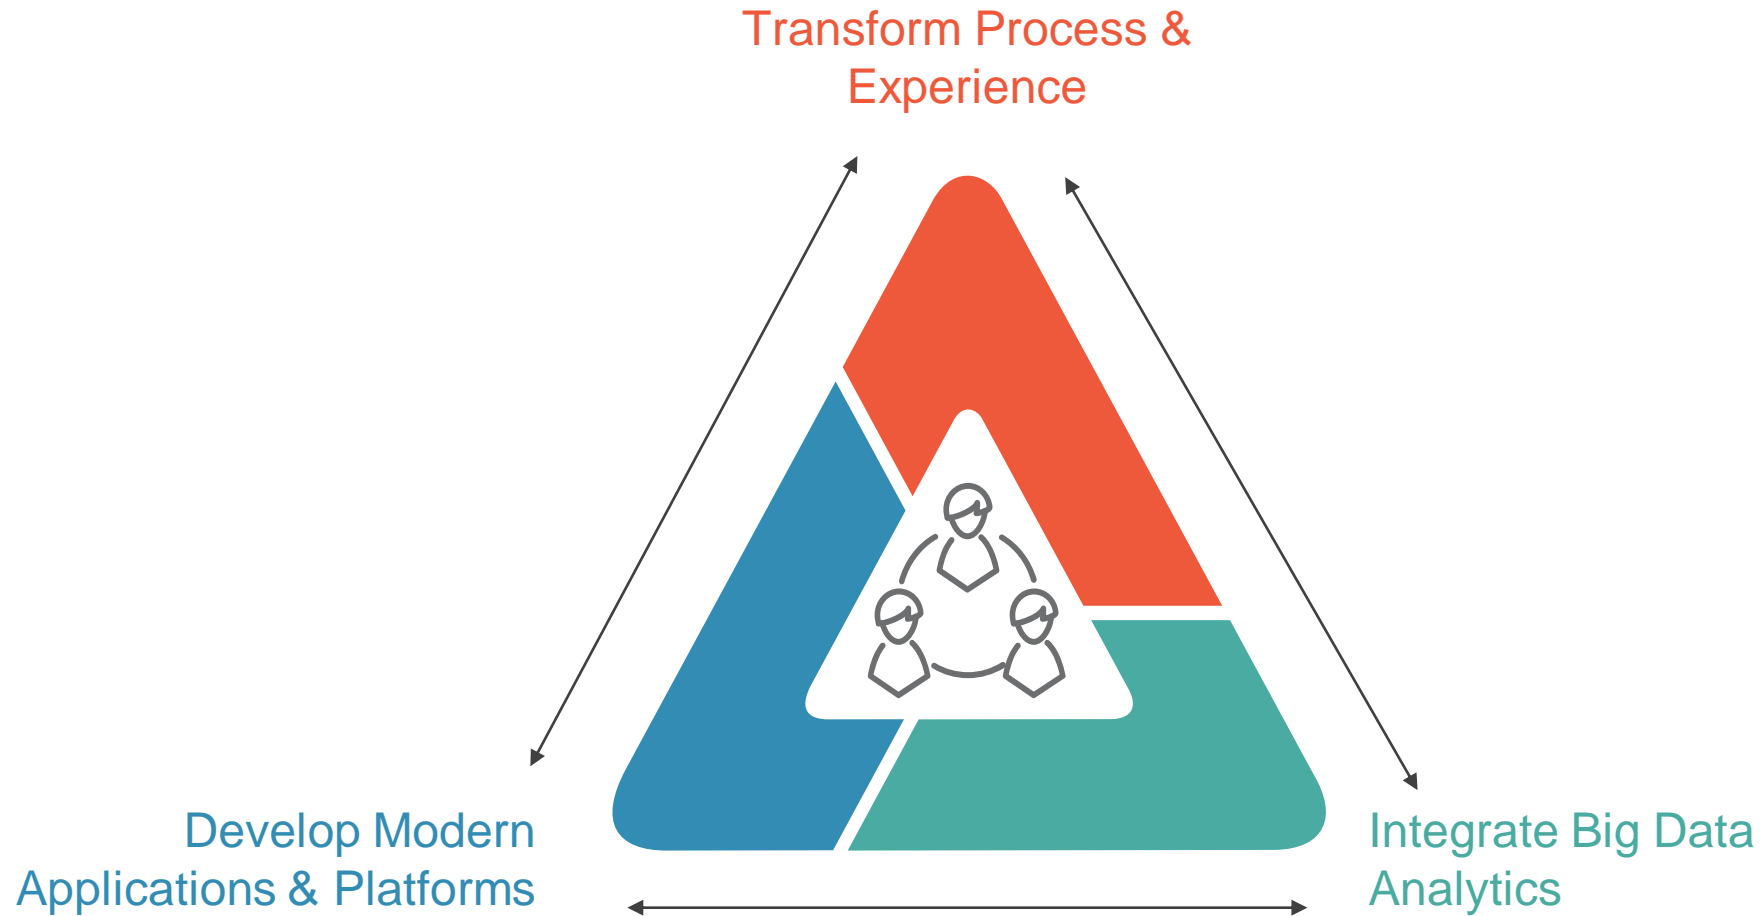 Transform Process &
Experience
Develop Modern
Applications & Platforms
Integrate Big Data
Analytics